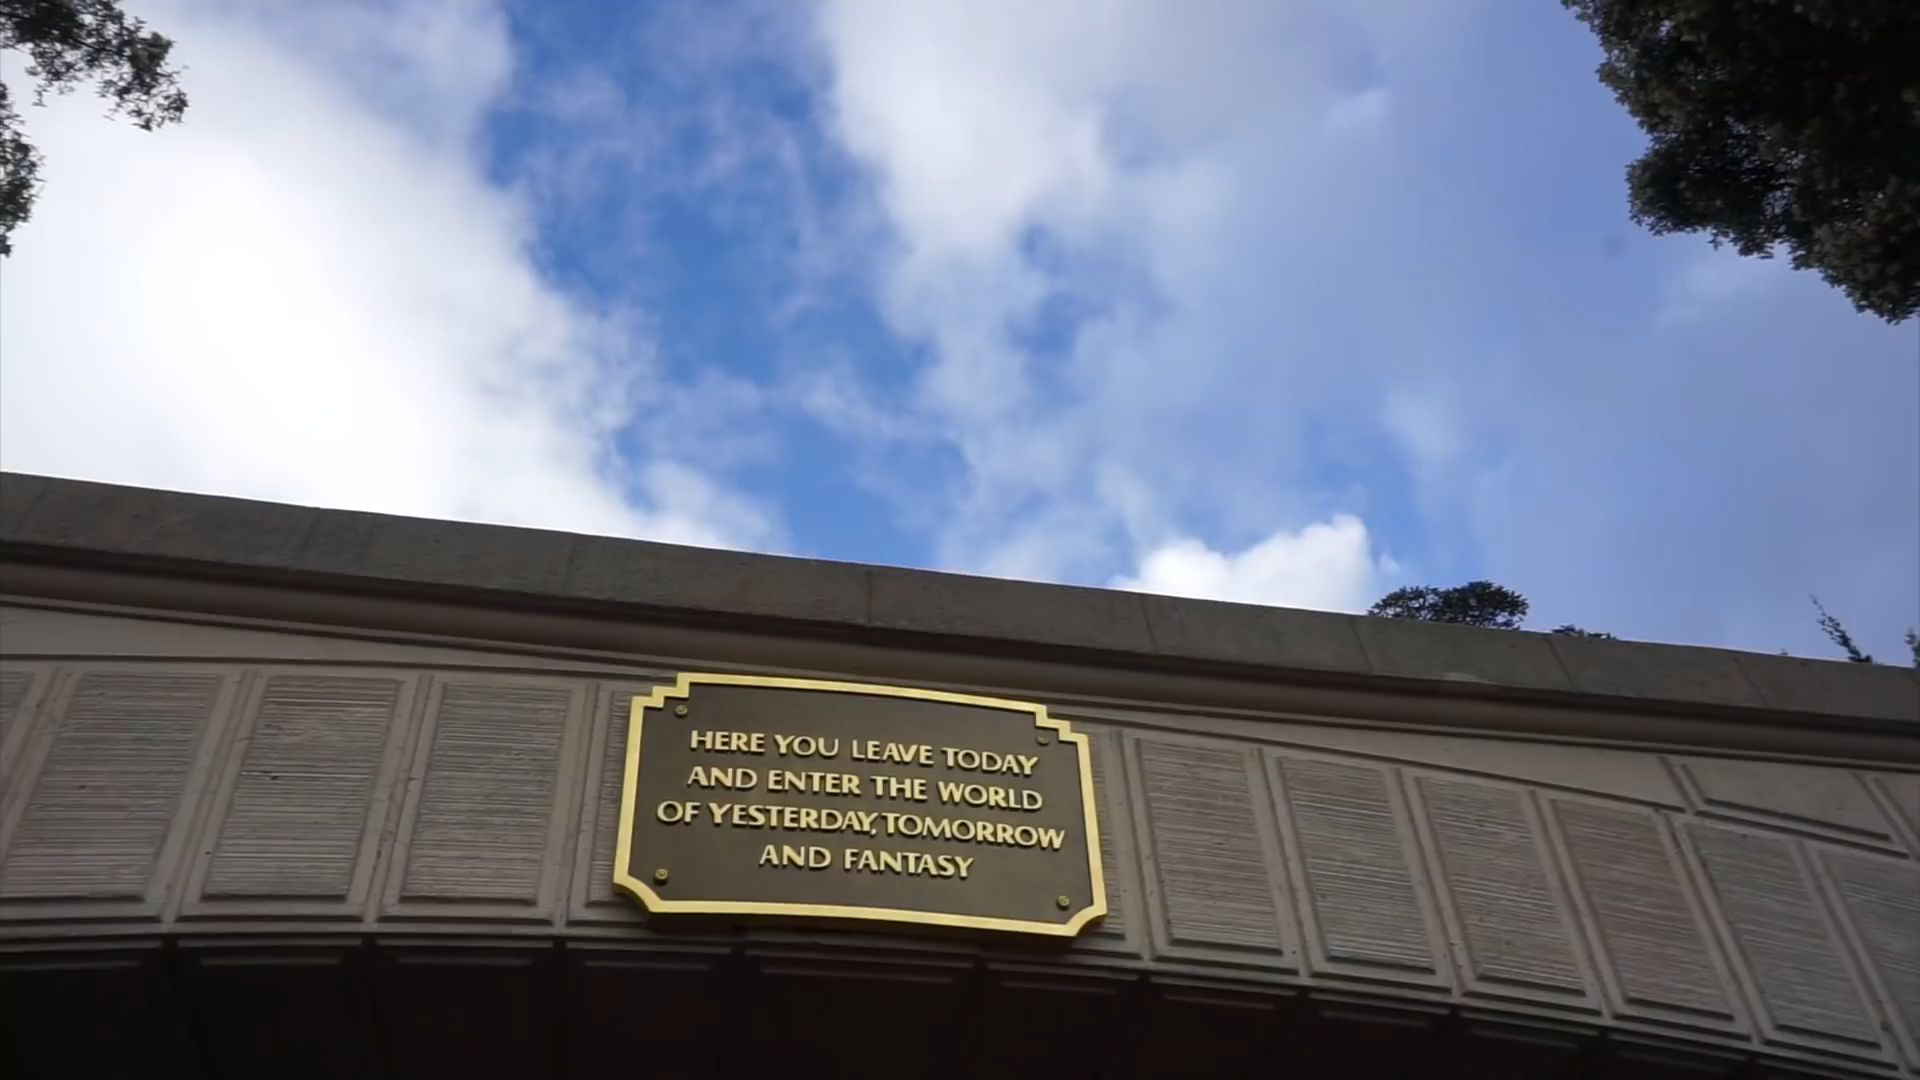 HERE YOU LEAVE TODAY
AND ENTER THE WORLD
OF YESTERDAY, TOMORROW
AND FANTASY